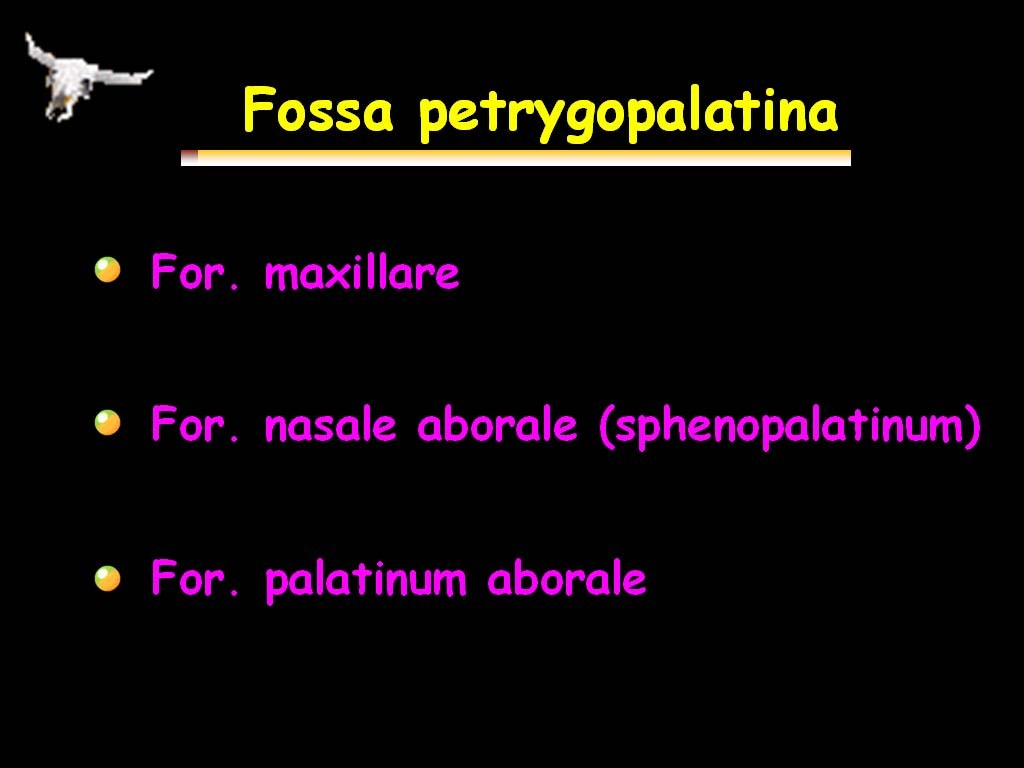 Fossa petrygopalatina
For. maxillare
For. nasale aborale (sphenopalatinum)
For. palatinum aborale